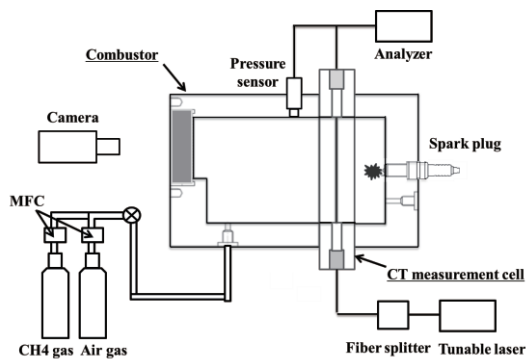 Analyzer
Pressure
sensor
Combustor
Camera
Spark plug
MFC
CT measurement cell
CH4 gas Air gas
Fiber splitter Tunable laser